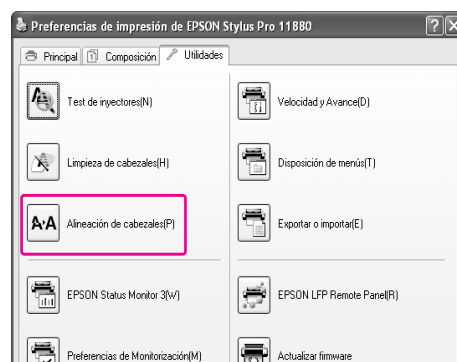 Preferencias de impresión de EPSON Stylus Pro 11880
Principal Composición Utilidades
Test de inyectores(N)
Velocidad y Avance(D)
Limpieza de cabezales(H)
Disposición de menús(T)
A›A Alineación de cabezales(P)
Exportar o importar(E)
EPSON Status Monitor 3(W)
EPSON LFP Remote Panel(R)
Preferencias de Monitorización(M)
Actualizar firmware